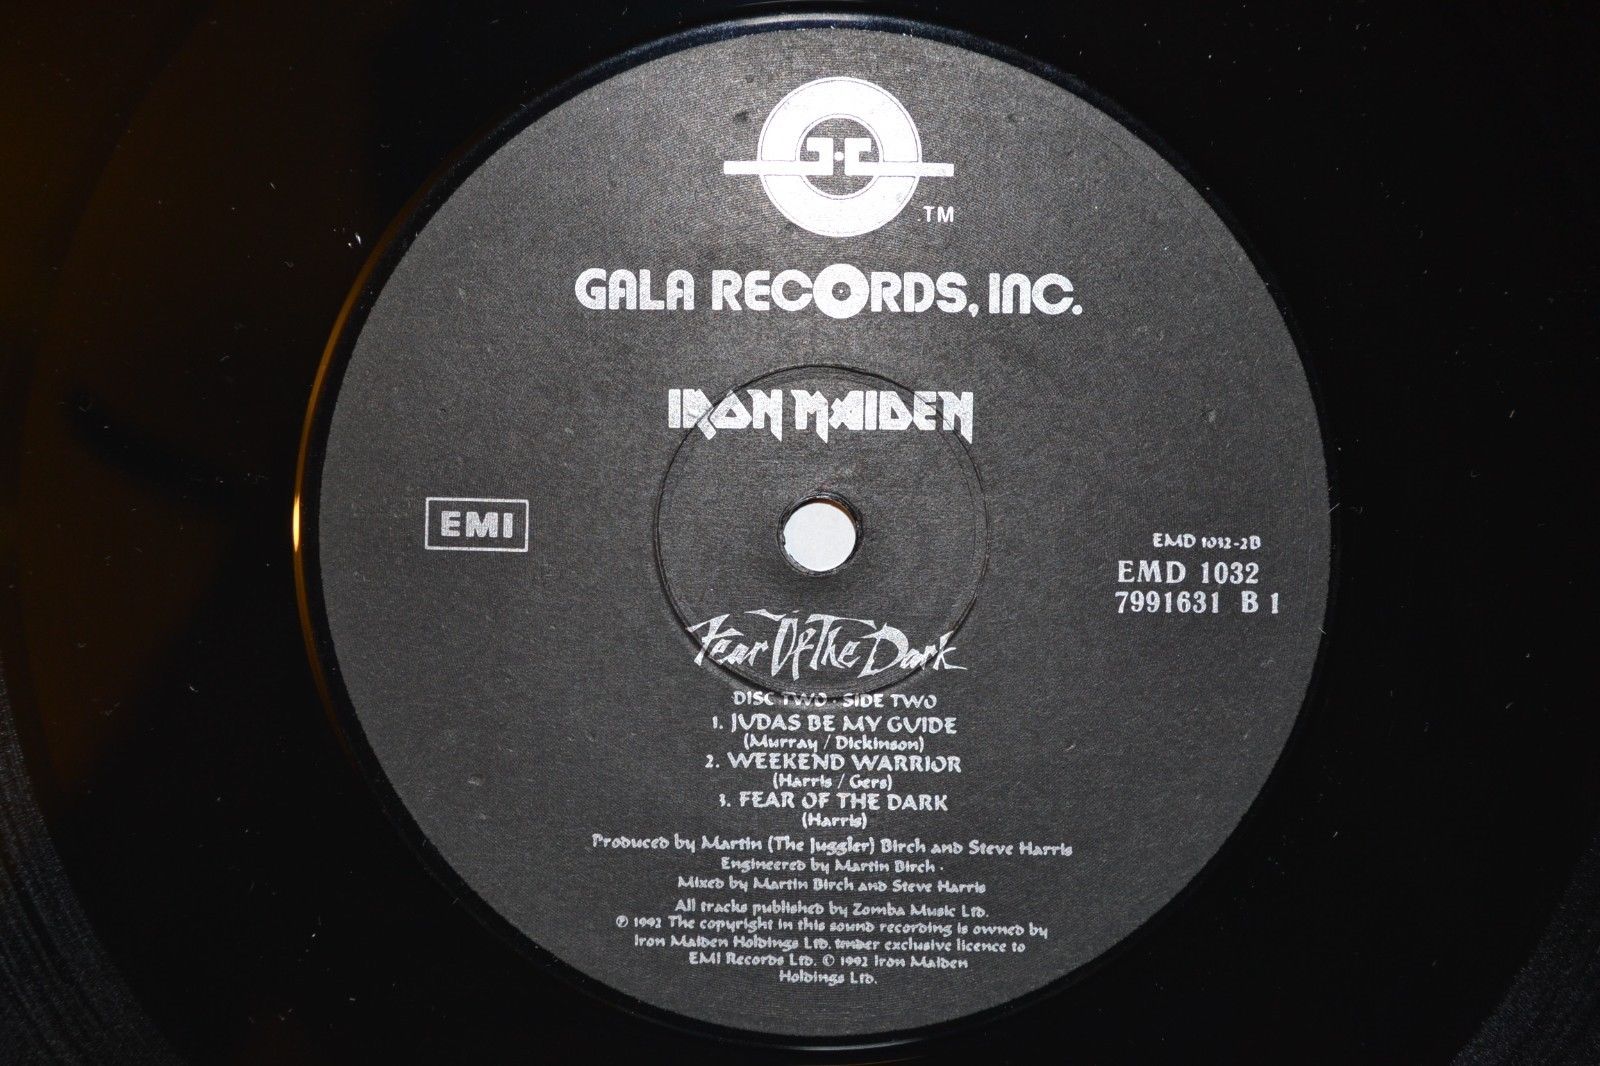 TM
GALA RECORDS, INC.
IRON MAIDEN
EMI
EMD 1032-2B
EMD 1032
7991631 B 1
Fear Of The Dark
DISC TWO · SIDE TWO
1. JUDAS BE MY GUIDE
(Murray / Dickinson)
2. WEEKEND WARRIOR
(Harris / Gers)
3. FEAR OF THE DARK
(Harris)
Produced by Martin (The Juggler) Birch and Steve Harris
Engineered by Martin Birch ·
Mixed by Martin Birch and Steve Harris
All tracks published by Zomba Music Ltd.
℗ 1992 The copyright in this sound recording is owned by
Iron Maiden Holdings Ltd. under exclusive licence to
EMI Records Ltd. © 1992 Iron Maiden
Holdings Ltd.